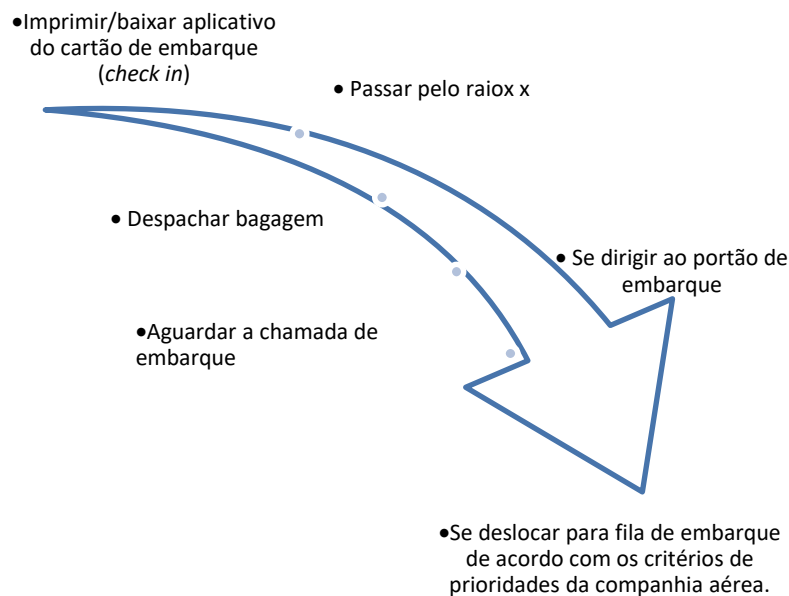 •Imprimir/baixar aplicativo
do cartão de embarque
(check in)
• Passar pelo raiox x
• Despachar bagagem
• Se dirigir ao portão de
embarque
•Aguardar a chamada de
embarque
•Se deslocar para fila de embarque
de acordo com os critérios de
prioridades da companhia aérea.